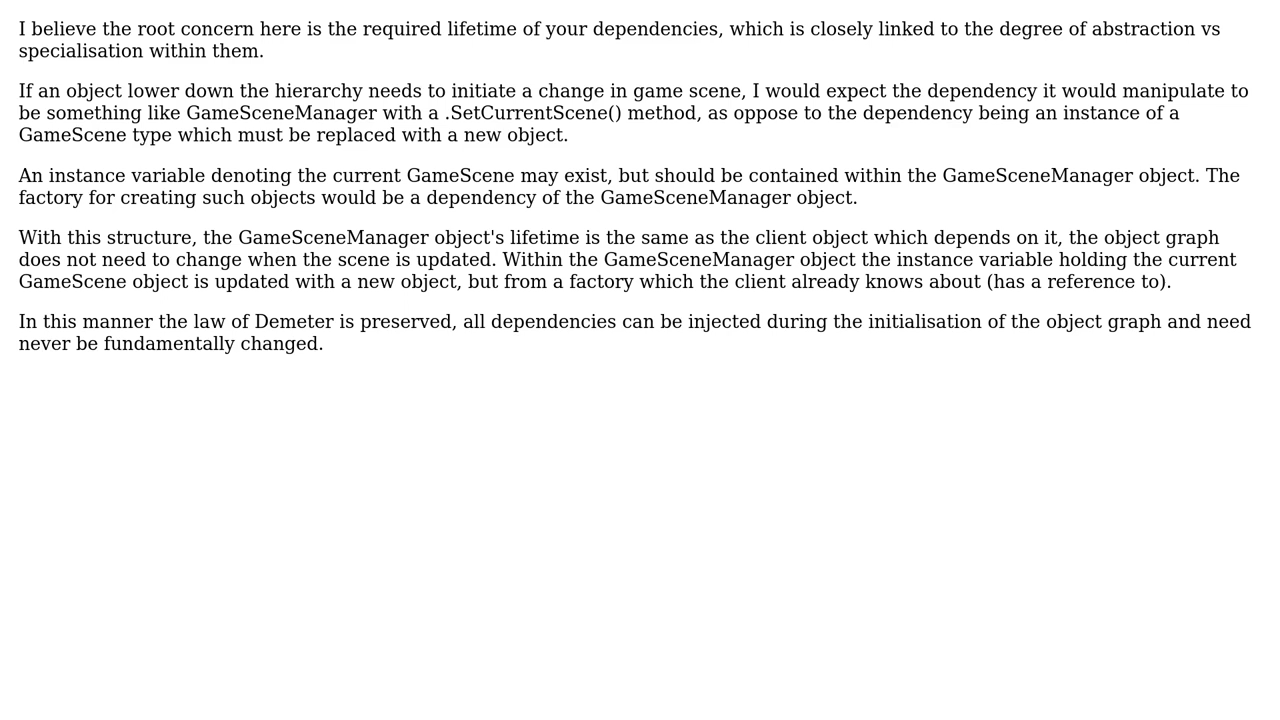 I believe the root concern here is the required lifetime of your dependencies, which is closely linked to the degree of abstraction vs
specialisation within them.
If an object lower down the hierarchy needs to initiate a change in game scene, I would expect the dependency it would manipulate to
be something like GameSceneManager with a .SetCurrentScene() method, as oppose to the dependency being an instance of a
GameScene type which must be replaced with a new object.
An instance variable denoting the current GameScene may exist, but should be contained within the GameSceneManager object. The
factory for creating such objects would be a dependency of the GameSceneManager object.
With this structure, the GameSceneManager object's lifetime is the same as the client object which depends on it, the object graph
does not need to change when the scene is updated. Within the GameSceneManager object the instance variable holding the current
GameScene object is updated with a new object, but from a factory which the client already knows about (has a reference to).
In this manner the law of Demeter is preserved, all dependencies can be injected during the initialisation of the object graph and need
never be fundamentally changed.